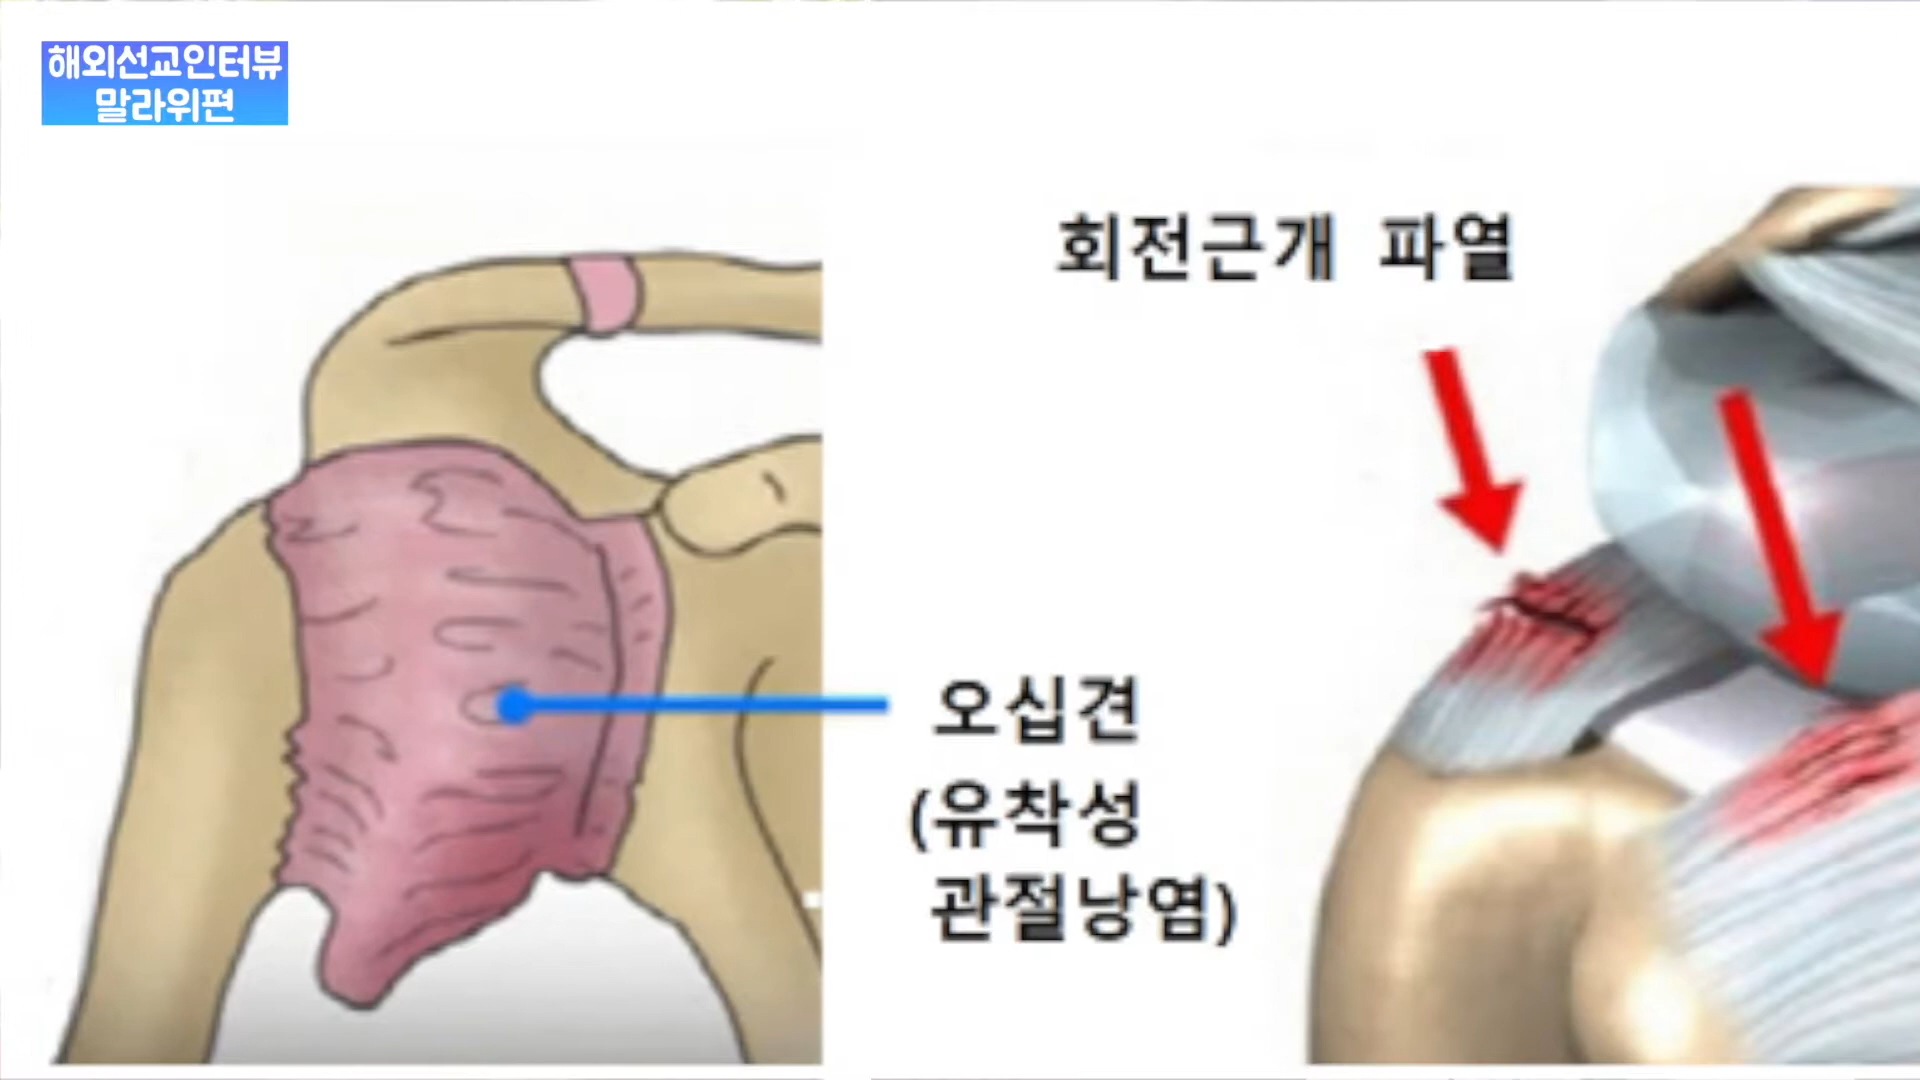 해외선교인터뷰
말라위편
회전근개 파열
오십견
(유착성
관절낭염)